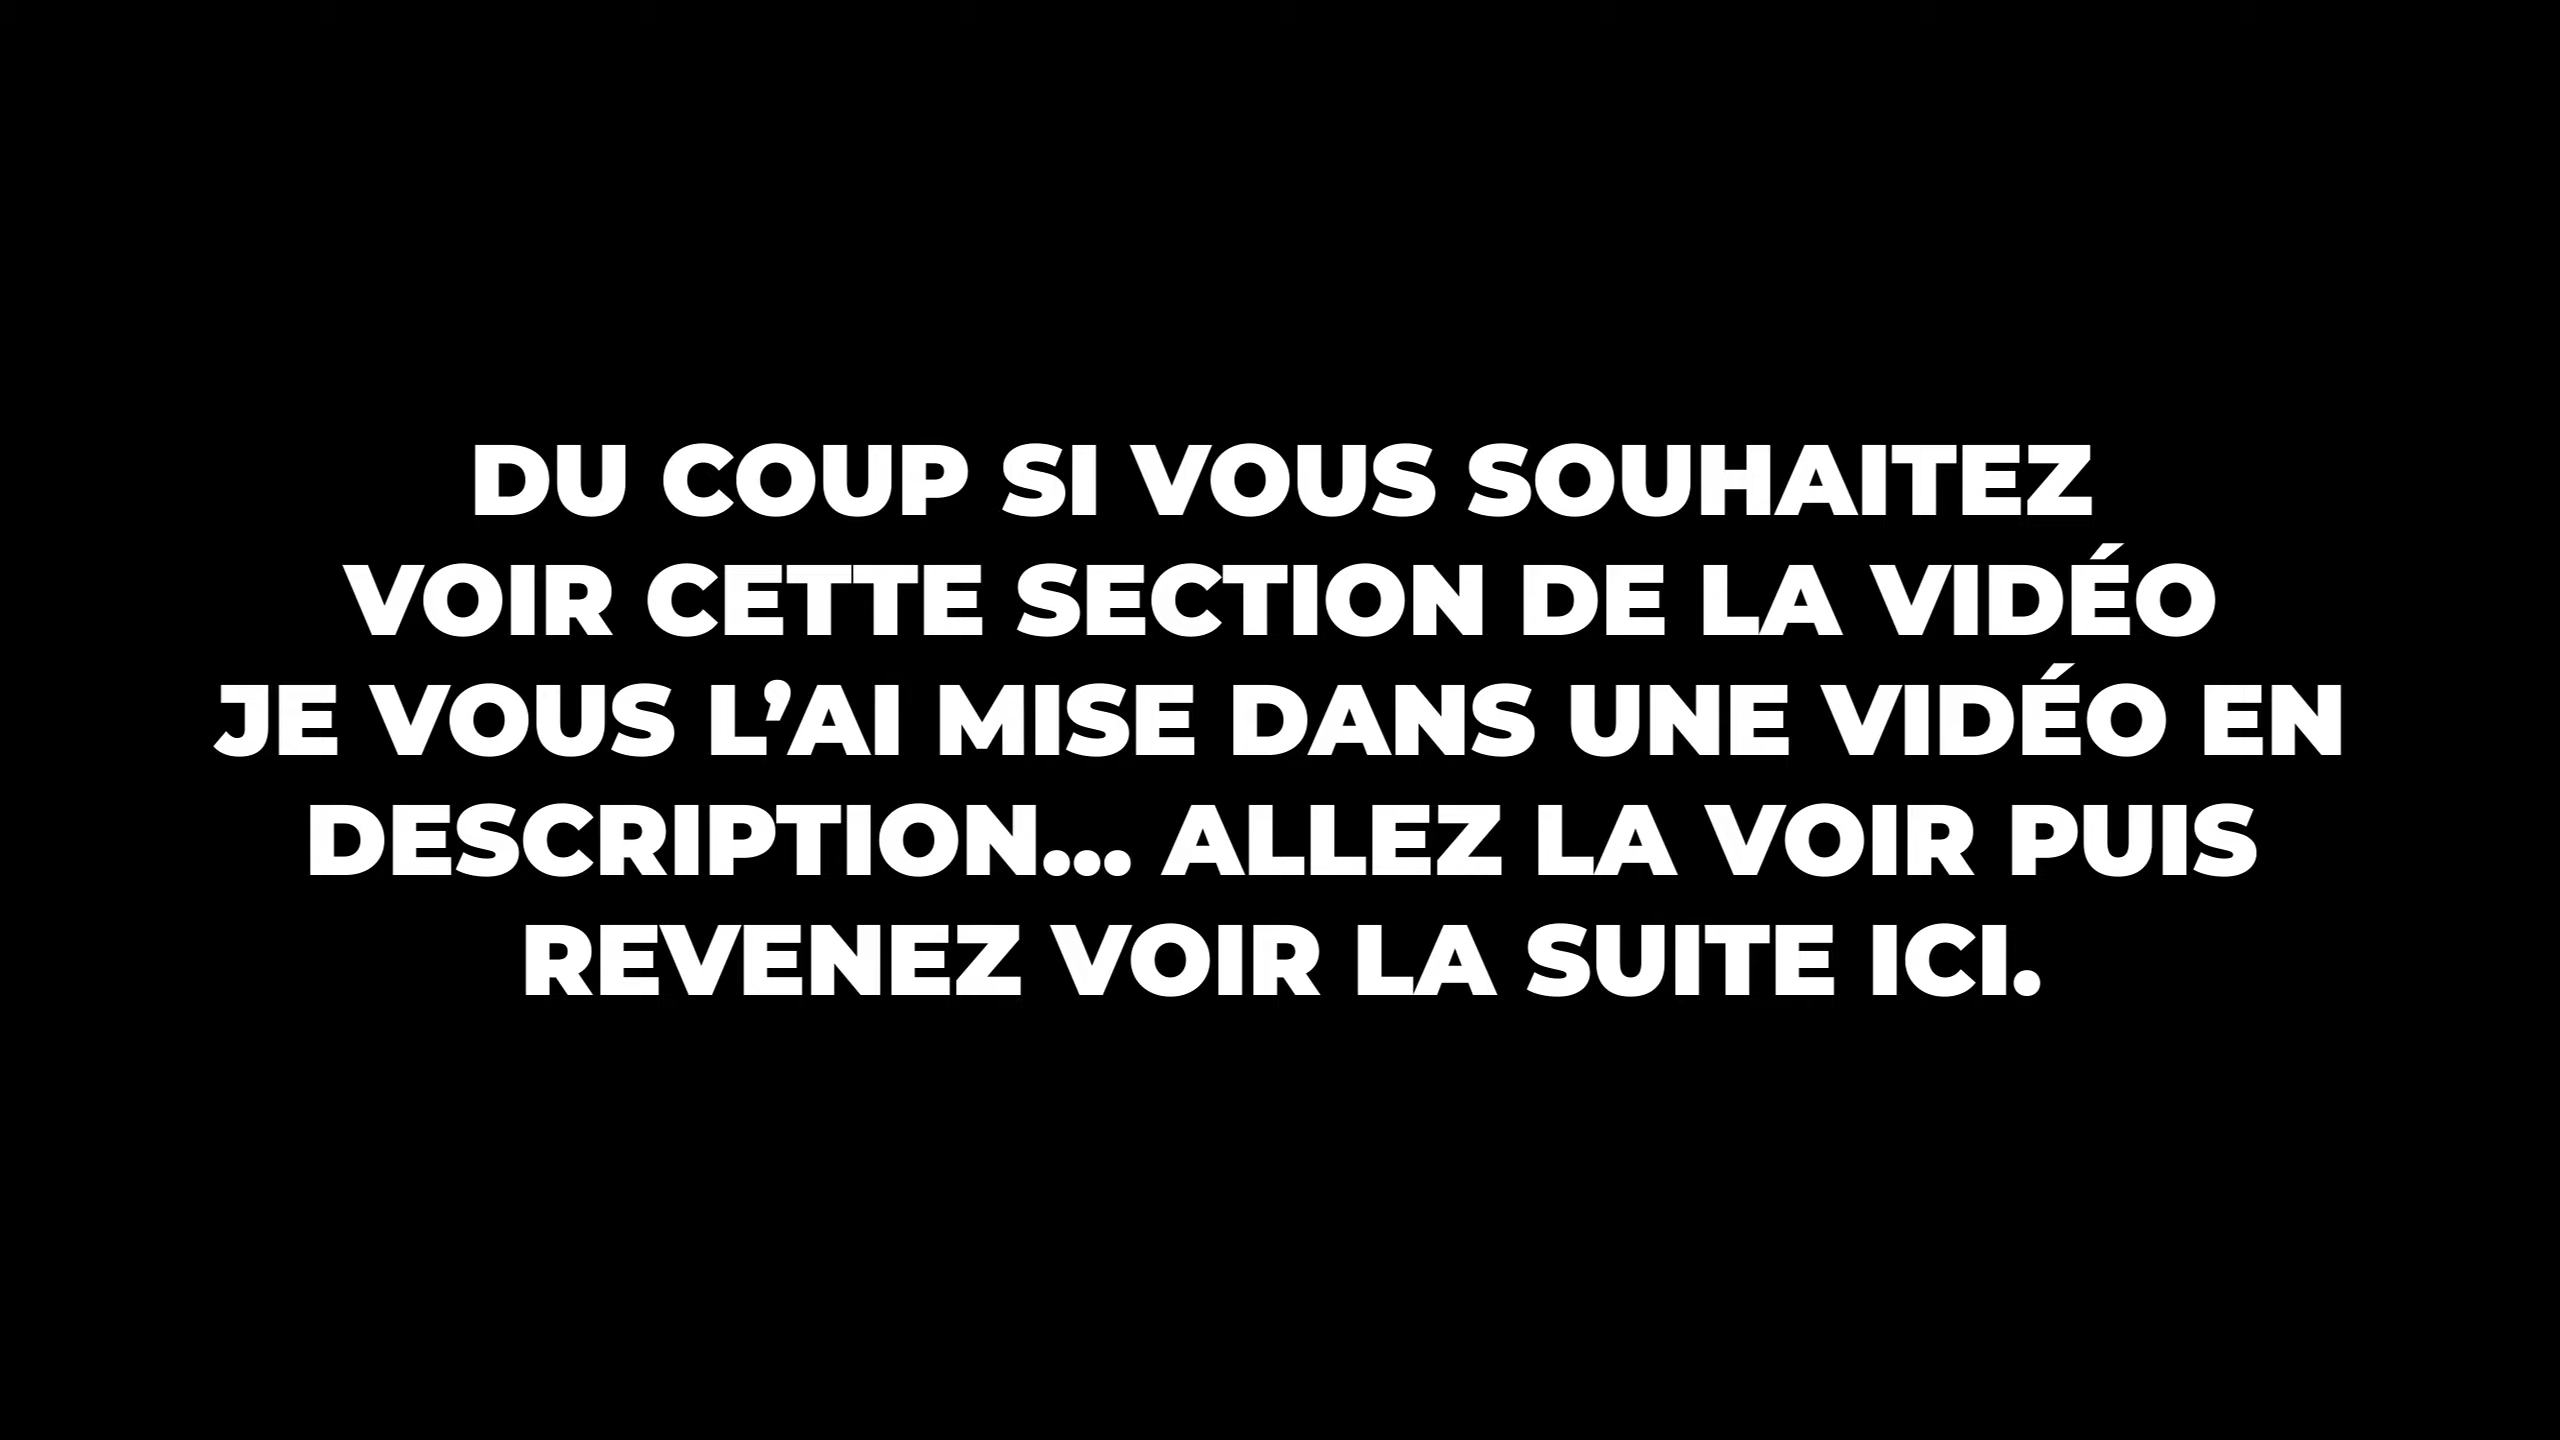 DU COUP SI VOUS SOUHAITEZ
VOIR CETTE SECTION DE LA VIDÉO
JE VOUS L’AI MISE DANS UNE VIDÉO EN
DESCRIPTION... ALLEZ LA VOIR PUIS
REVENEZ VOIR LA SUITE ICI.